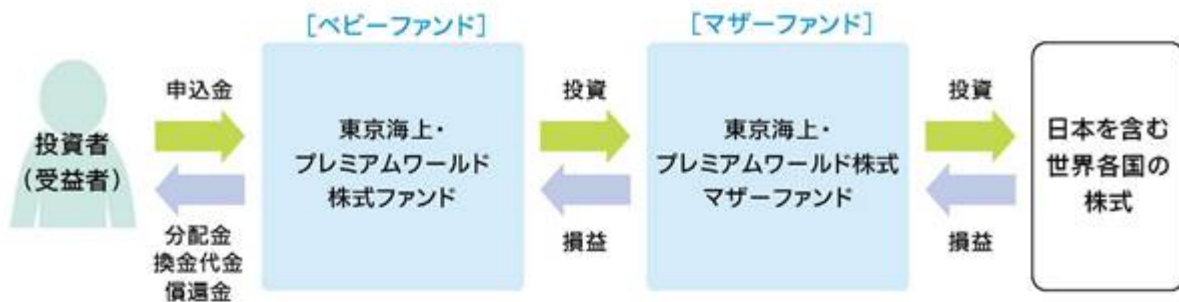 [ベビーファンド]
[マザーファンド]
投資者
(受益者)
申込金
分配金
換金代金
償還金
東京海上・
プレミアムワールド
株式ファンド
投資
損益
東京海上・
プレミアムワールド株式
マザーファンド
投資
損益
日本を含む
世界各国の
株式